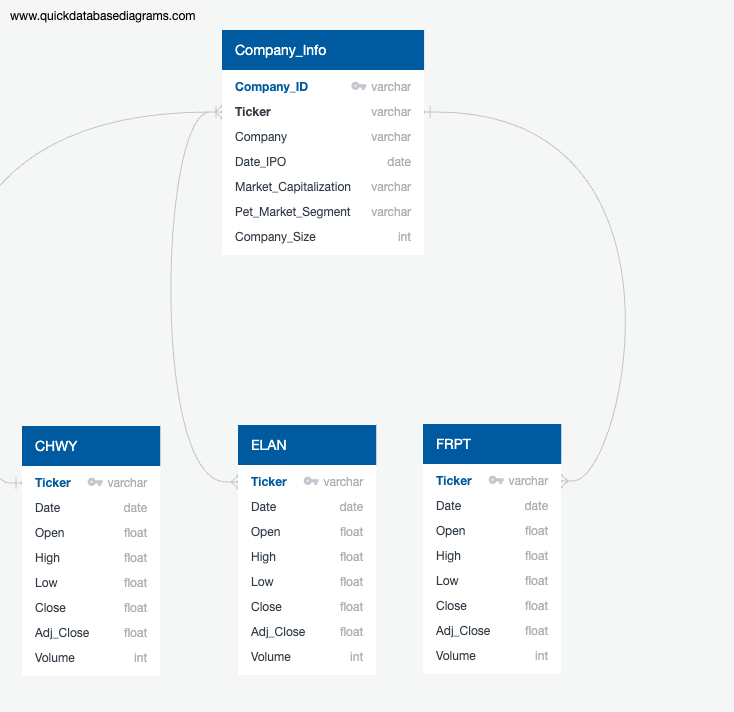 www.quickdatabasediagrams.com
Company_Info
Company_ID varchar
Ticker varchar
Company varchar
Date_IPO date
Market_Capitalization varchar
Pet_Market_Segment varchar
Company_Size int
CHWY
Ticker varchar
Date date
Open float
High float
Low float
Close float
Adj_Close float
Volume int
ELAN
Ticker varchar
Date date
Open float
High float
Low float
Close float
Adj_Close float
Volume int
FRPT
Ticker varchar
Date date
Open float
High float
Low float
Close float
Adj_Close float
Volume int